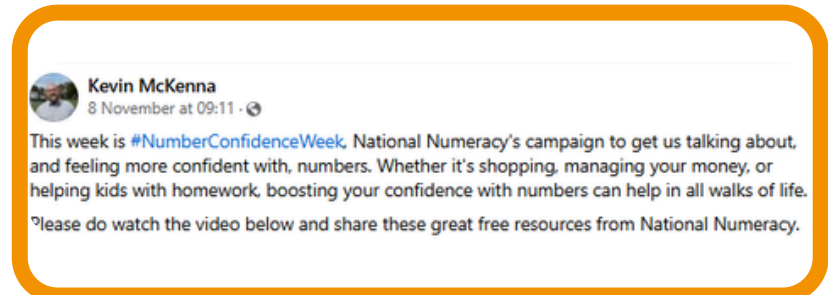 Kevin McKenna
8 November at 09:11 ·
This week is #NumberConfidenceWeek, National Numeracy's campaign to get us talking about,
and feeling more confident with, numbers. Whether it's shopping, managing your money, or
helping kids with homework, boosting your confidence with numbers can help in all walks of life.
Please do watch the video below and share these great free resources from National Numeracy.